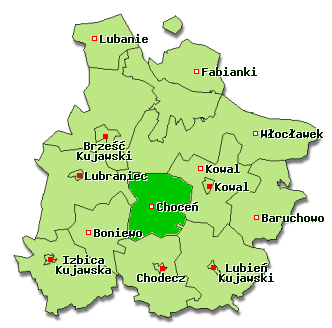 Lubanie
Fabianki
Włocławek
Brześć
Kujawski
Lubraniec
Kowal
Kowal
Choceń
Baruchowo
Boniewo
Izbica
Kujawska
Chodecz
Lubień
Kujawski